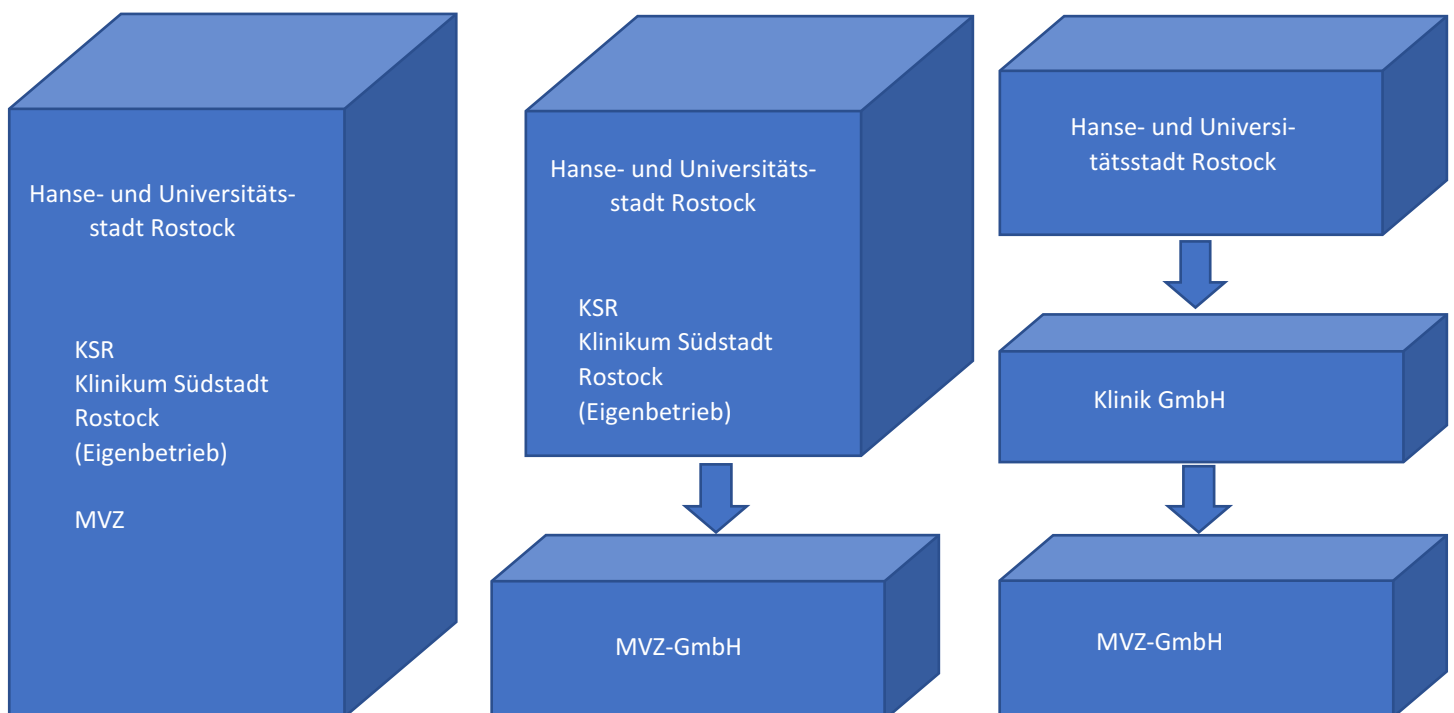 Hanse- und Universitäts-
stadt Rostock
KSR
Klinikum Südstadt
Rostock
(Eigenbetrieb)
MVZ
Hanse- und Universitäts-
stadt Rostock
KSR
Klinikum Südstadt
Rostock
(Eigenbetrieb)
MVZ-GmbH
Hanse- und Universi-
tätsstadt Rostock
Klinik GmbH
MVZ-GmbH